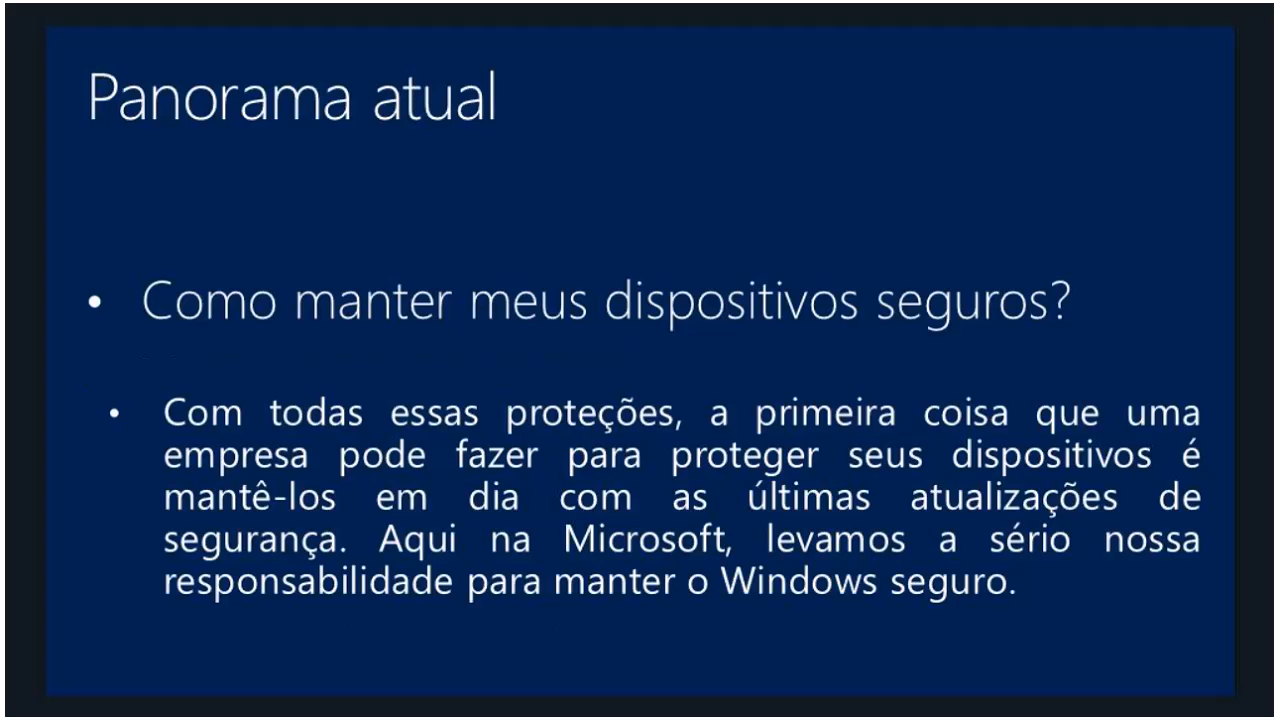 Panorama atual
• Como manter meus dispositivos seguros?
• Com todas essas proteções, a primeira coisa que uma
empresa pode fazer para proteger seus dispositivos é
mantê-los em dia com as últimas atualizações de
segurança. Aqui na Microsoft, levamos a sério nossa
responsabilidade para manter o Windows seguro.